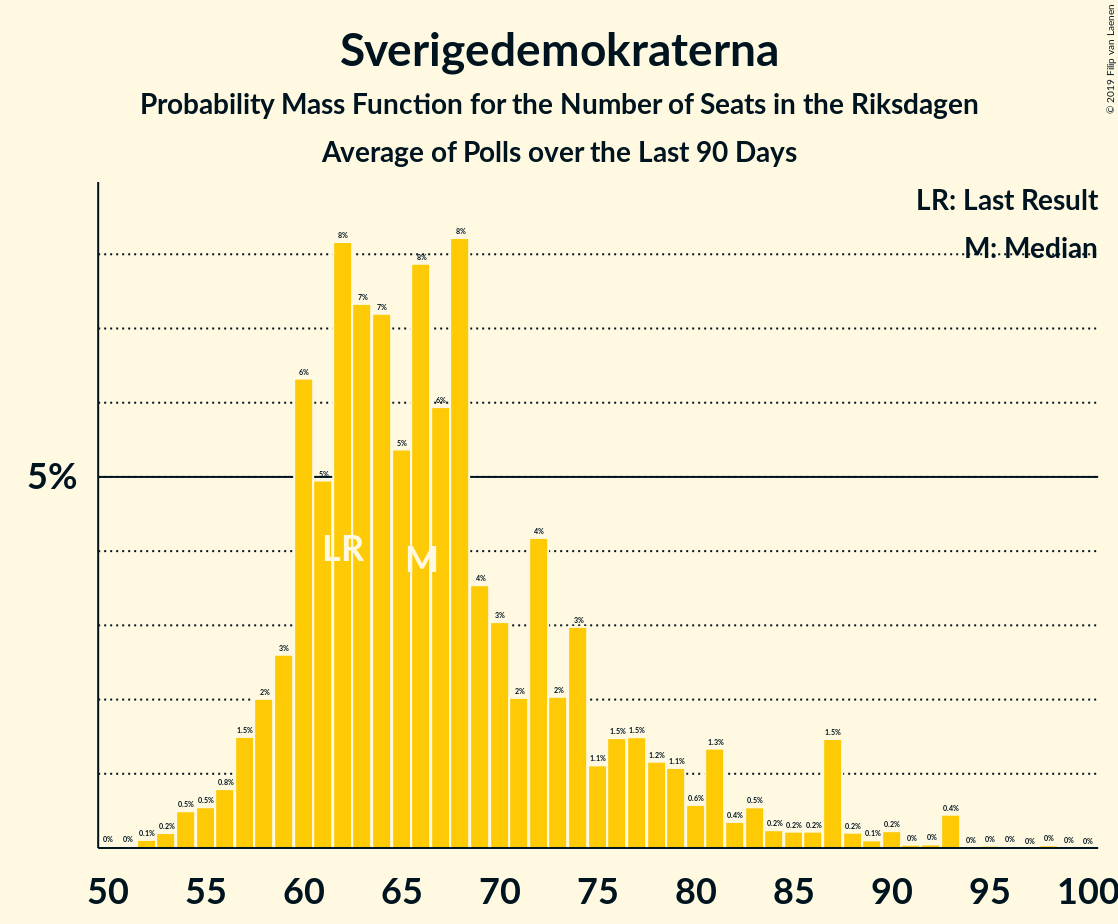 Sverigedemokraterna
Probability Mass Function for the Number of Seats in the Riksdagen
Average of Polls over the Last 90 Days
© 2019 Filip van Laenen
LR: Last Result
M: Median
5%
0% 0% 0.1% 0.2% 0.5% 0.5% 0.8% 1.5% 2% 3% 6% 5% 8% 7% 7% 5% 8% 6% 8% 4% 3% 2% 4% 2% 3% 1.1% 1.5% 1.5% 1.2% 1.1% 0.6% 1.3% 0.4% 0.5% 0.2% 0.2% 0.2% 1.5% 0.2% 0.1% 0.2% 0% 0% 0.4% 0% 0% 0% 0% 0% 0% 0%
LR
M
50 55 60 65 70 75 80 85 90 95 100